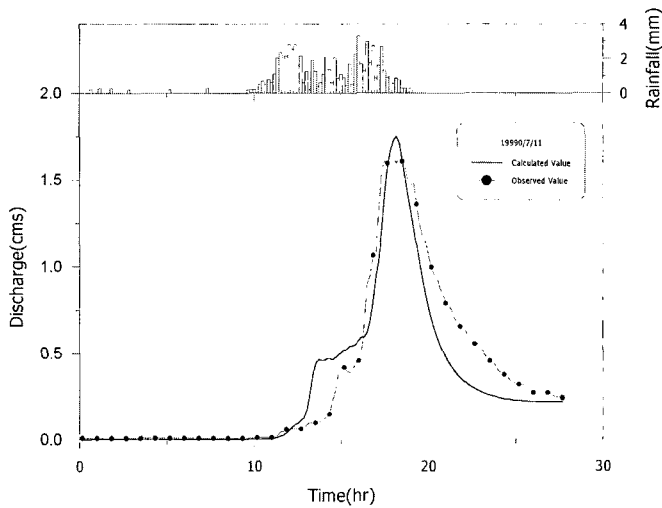 4
2
0
Rainfall(mm)
2.0
1.5
1.0
0.5
0.0
Discharge(cms)
19990/7/11
Calculated Value
Observed Value
0
10
20
30
Time(hr)